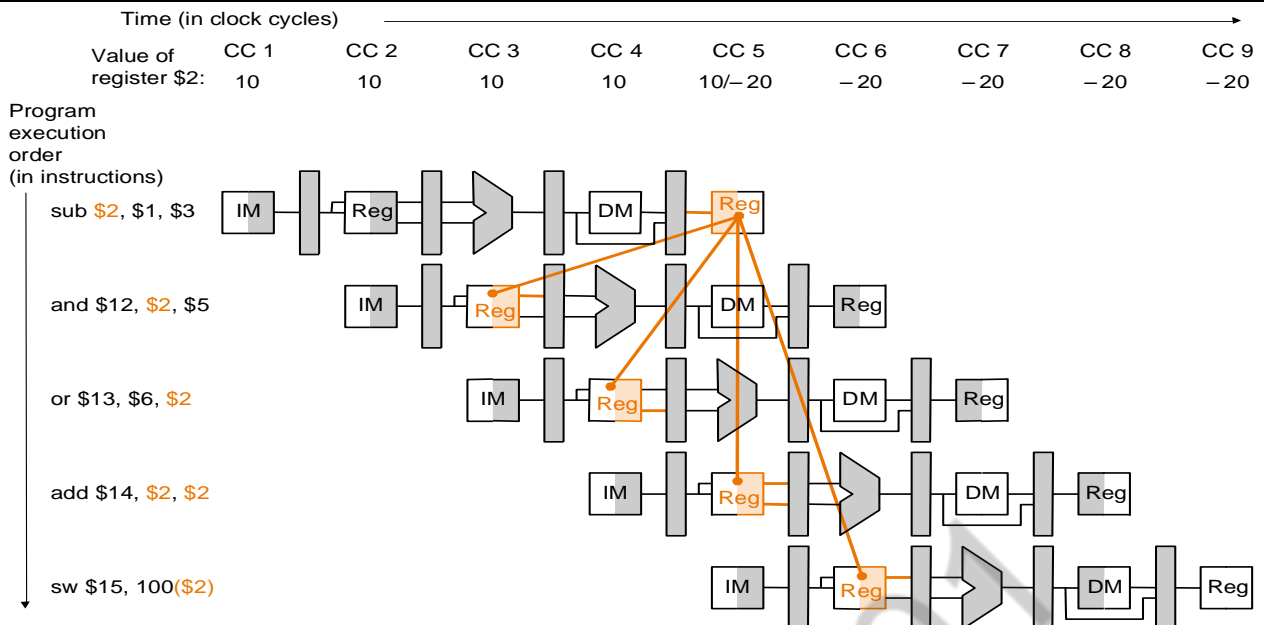 Time (in clock cycles)
Value of register $2:
CC 1 CC 2 CC 3 CC 4 CC 5 CC 6 CC 7 CC 8 CC 9
10 10 10 10 10/–20 –20 –20 –20 –20
Program
execution
order
(in instructions)
sub $2, $1, $3
IM Reg DM Reg
and $12, $2, $5
IM Reg DM Reg
or $13, $6, $2
IM Reg DM Reg
add $14, $2, $2
IM Reg DM Reg
sw $15, 100($2)
IM Reg DM Reg